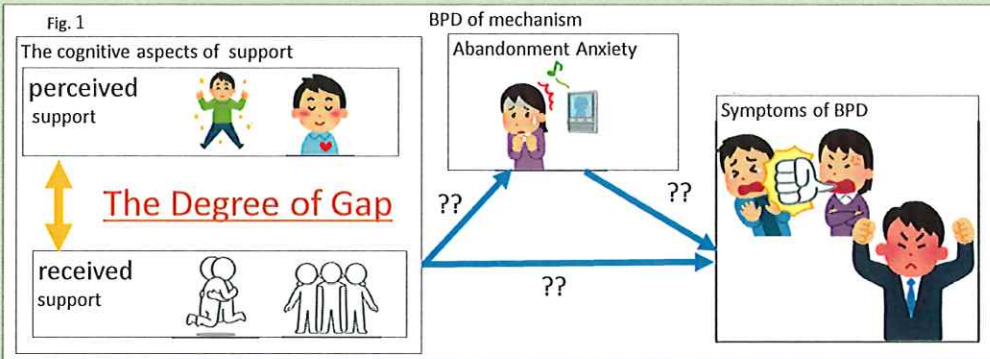 Fig. 1
BPD of mechanism
The cognitive aspects of support
perceived
support
The Degree of Gap
received
support
Abandonment Anxiety
Symptoms of BPD
??
??
??